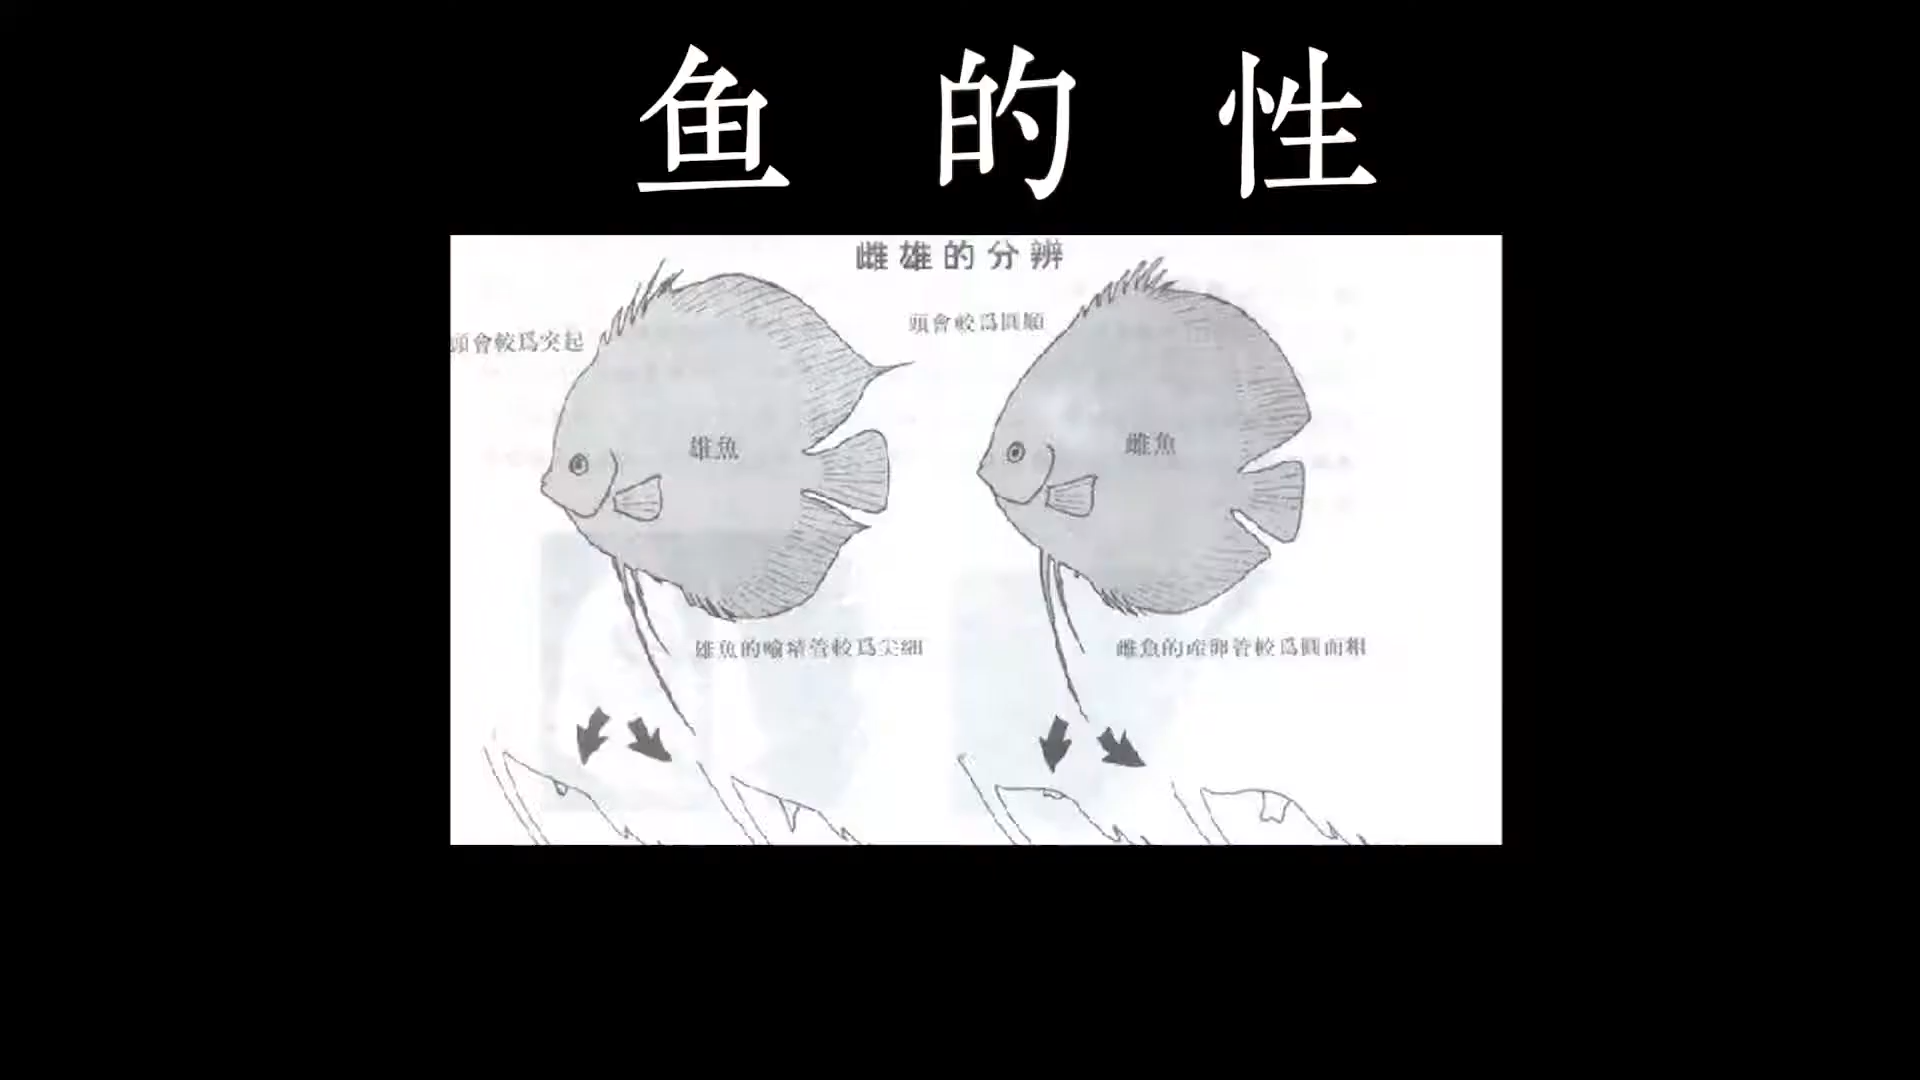 鱼的性
雌雄的分辨
頭會較爲突起
頭會較爲圓順
雄魚
雌魚
雄魚的喻精管較爲尖細
雌魚的產卵管較爲圓而粗